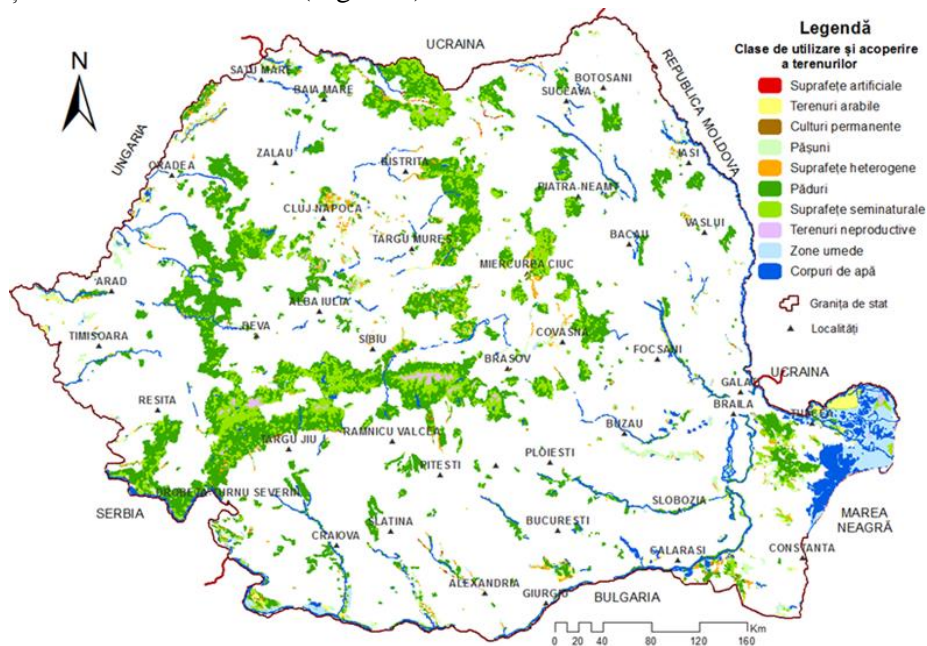 N
UCRAINA
REPUBLICA MOLDOVA
UNGARIA
SATU MARE
BAIA MARE
BOTOSANI
SUCEAVA
ORADEA
ZALAU
BISTRITA
IASI
PIATRA-NEAMT
CLUJ-NAPOCA
TARGU MURES
BACAU
VASLUI
MIERCUREA CIUC
ARAD
ALBA IULIA
TIMISOARA
DEVA
SIBIU
COVASNA
BRASOV
FOCSANI
UCRAINA
GALA
BRAILA
TULCEA
RESITA
BUZAU
TARGU JIU
RAMNICU VALCEA
PITESTI
PLOIESTI
DROBETA-TURNU SEVERIN
SLOBOZIA
SERBIA
MAREA
NEAGRĂ
CRAIOVA
SLATINA
BUCURESTI
CALARASI
CONSTANTA
ALEXANDRIA
GIURGIU
BULGARIA
Km
0 20 40 80 120 160
Legendă
Clase de utilizare și acoperire
a terenurilor
Suprafețe artificiale
Terenuri arabile
Culturi permanente
Pășuni
Suprafețe heterogene
Păduri
Suprafețe seminaturale
Terenuri neproductive
Zone umede
Corpuri de apă
Granița de stat
Localități